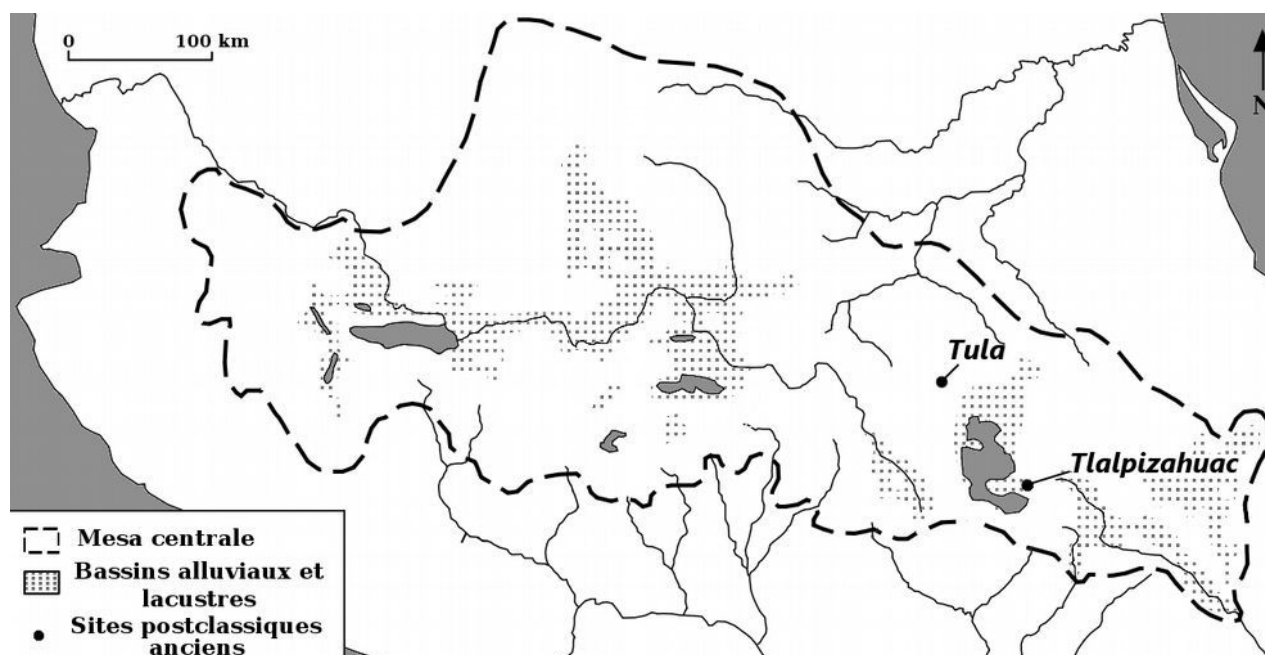 0 100 km
N
Tula
Tlalpizahuac
Mesa centrale
Bassins alluviaux et
lacustres
Sites postclassiques
anciens